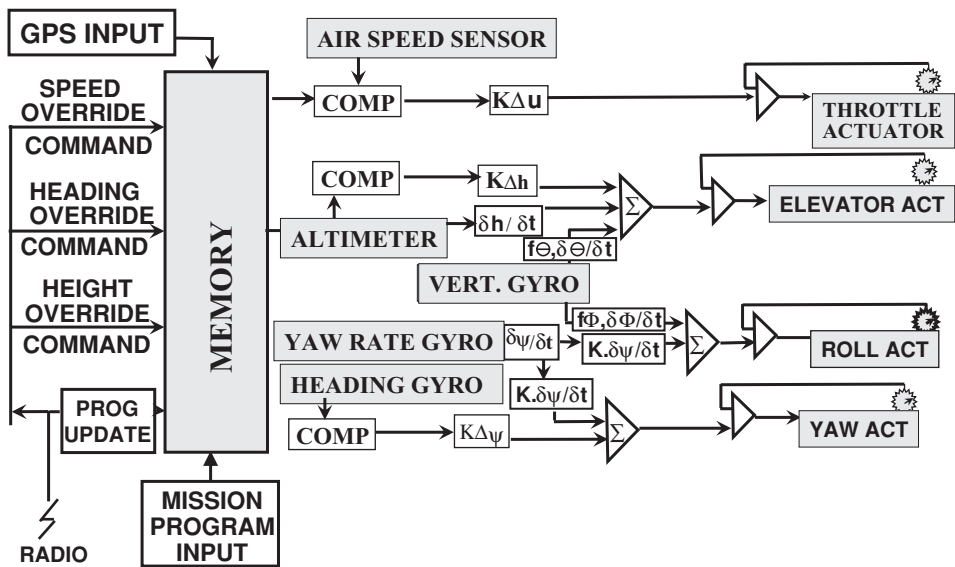 GPS INPUT
AIR SPEED SENSOR
SPEED
OVERRIDE
COMMAND
COMP
KΔu
THROTTLE
ACTUATOR
HEADING
OVERRIDE
COMMAND
COMP
KΔh
Σ
ELEVATOR ACT
ALTIMETER
δh/ δt
fΘ,δΘ/δt
MEMORY
VERT. GYRO
HEIGHT
OVERRIDE
COMMAND
fΦ,δΦ/δt
YAW RATE GYRO
δψ/δt
K.δψ/δt
Σ
ROLL ACT
HEADING GYRO
K.δψ/δt
PROG
UPDATE
COMP
KΔψ
Σ
YAW ACT
MISSION
PROGRAM
INPUT
RADIO